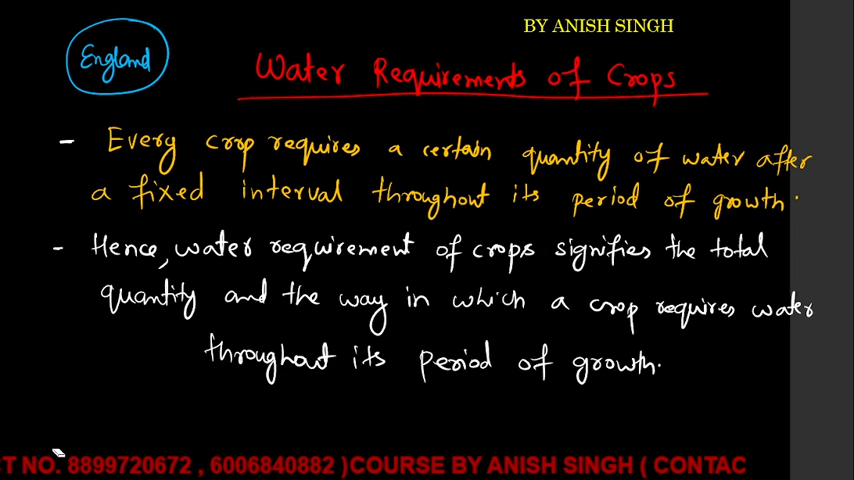 BY ANISH SINGH
England
Water Requirements of Crops
- Every crop requires a certain quantity of water after
a fixed interval throughout its period of growth.
- Hence, water requirement of crops signifies the total
quantity and the way in which a crop requires water
throughout its period of growth.
CT NO. 8899720672 , 6006840882 )COURSE BY ANISH SINGH ( CONTAC